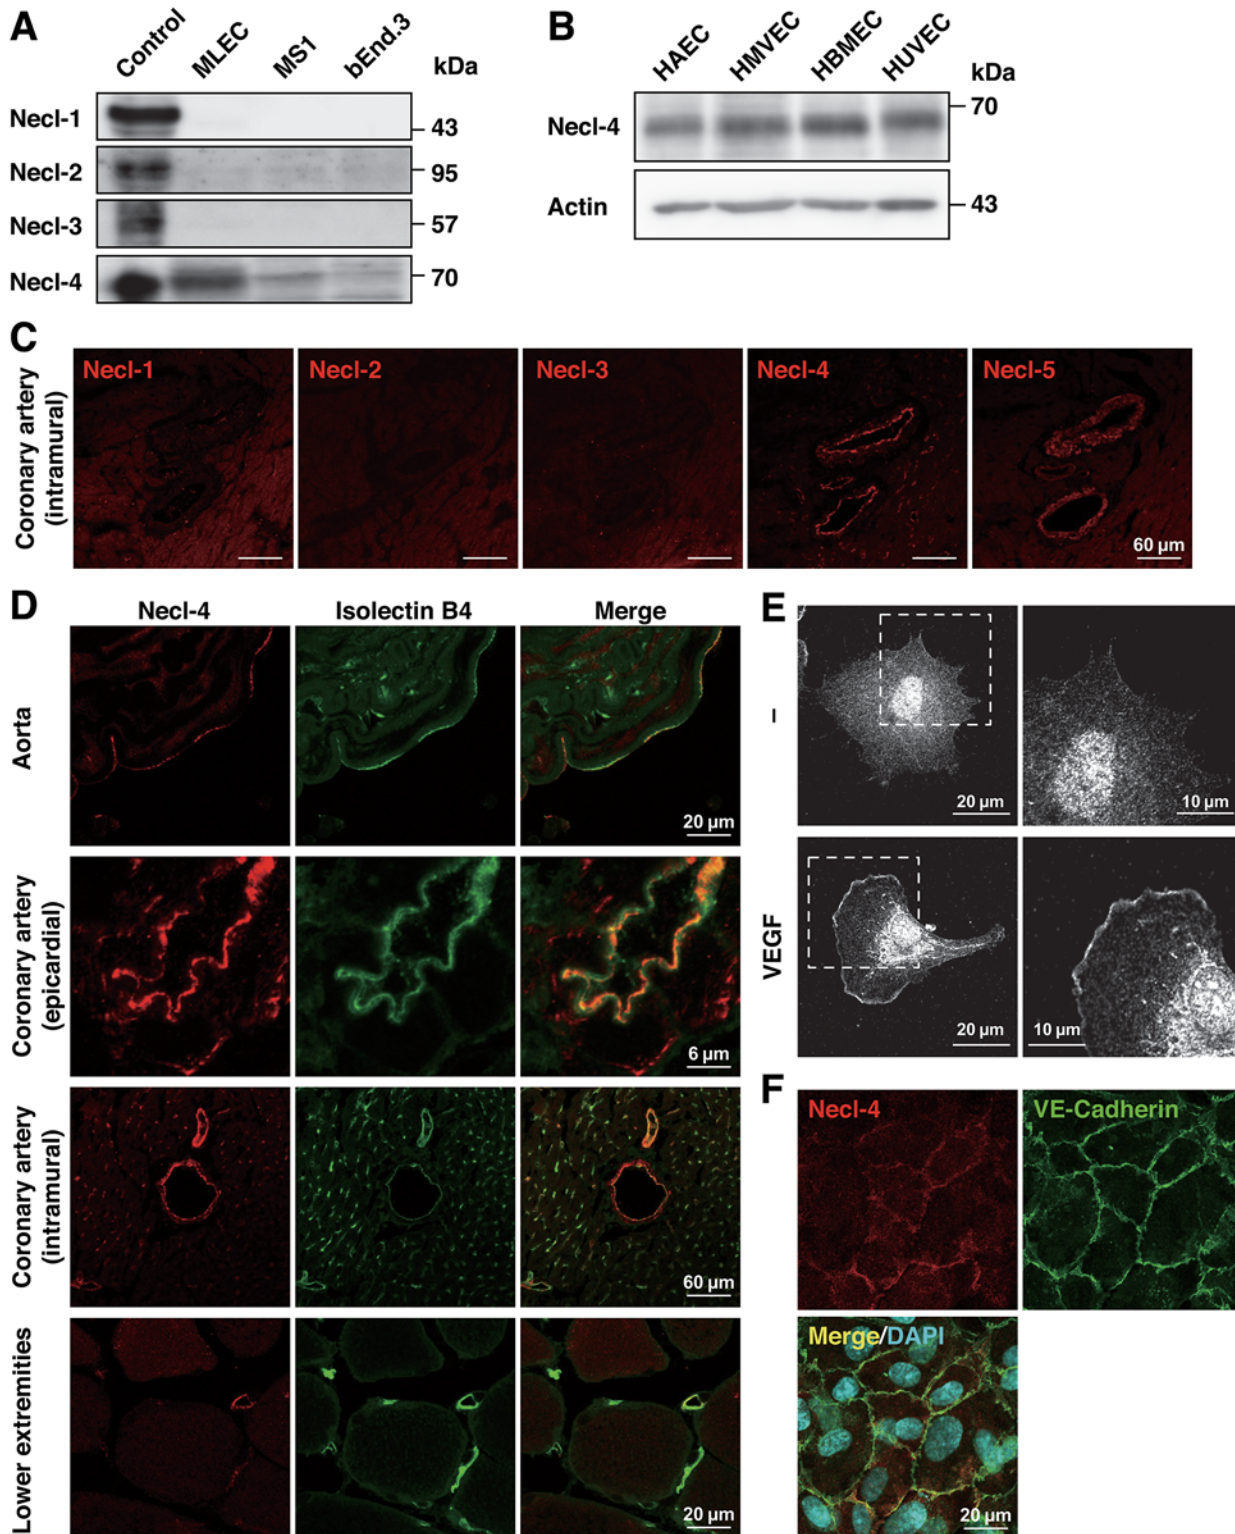 A
Control
MLEC
MS1
bEnd.3
kDa
Necl-1
43
Necl-2
95
Necl-3
57
Necl-4
70
B
HAEC
HMVEC
HBMEC
HUVEC
kDa
Necl-4
70
Actin
43
C
Coronary artery
(intramural)
Necl-1
Necl-2
Necl-3
Necl-4
Necl-5
60 µm
D
Necl-4
Isolectin B4
Merge
Aorta
20 µm
Coronary artery
(epicardial)
6 µm
Coronary artery
(intramural)
60 µm
Lower extremities
20 µm
E
–
20 µm
10 µm
VEGF
20 µm
10 µm
F
Necl-4
VE-Cadherin
Merge/DAPI
20 µm